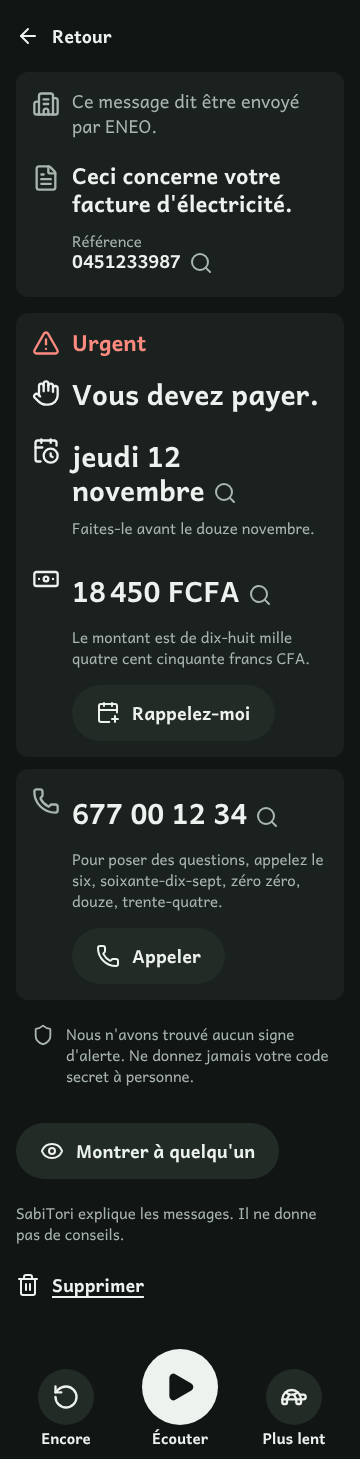 Retour
Ce message dit être envoyé
par ENEO.
Ceci concerne votre
facture d'électricité.
Référence
0451233987
Urgent
Vous devez payer.
jeudi 12
novembre
Faites-le avant le douze novembre.
18 450 FCFA
Le montant est de dix-huit mille
quatre cent cinquante francs CFA.
Rappelez-moi
677 00 12 34
Pour poser des questions, appelez le
six, soixante-dix-sept, zéro zéro,
douze, trente-quatre.
Appeler
Nous n'avons trouvé aucun signe
d'alerte. Ne donnez jamais votre code
secret à personne.
Montrer à quelqu'un
SabiTori explique les messages. Il ne donne
pas de conseils.
Supprimer
Encore
Écouter
Plus lent